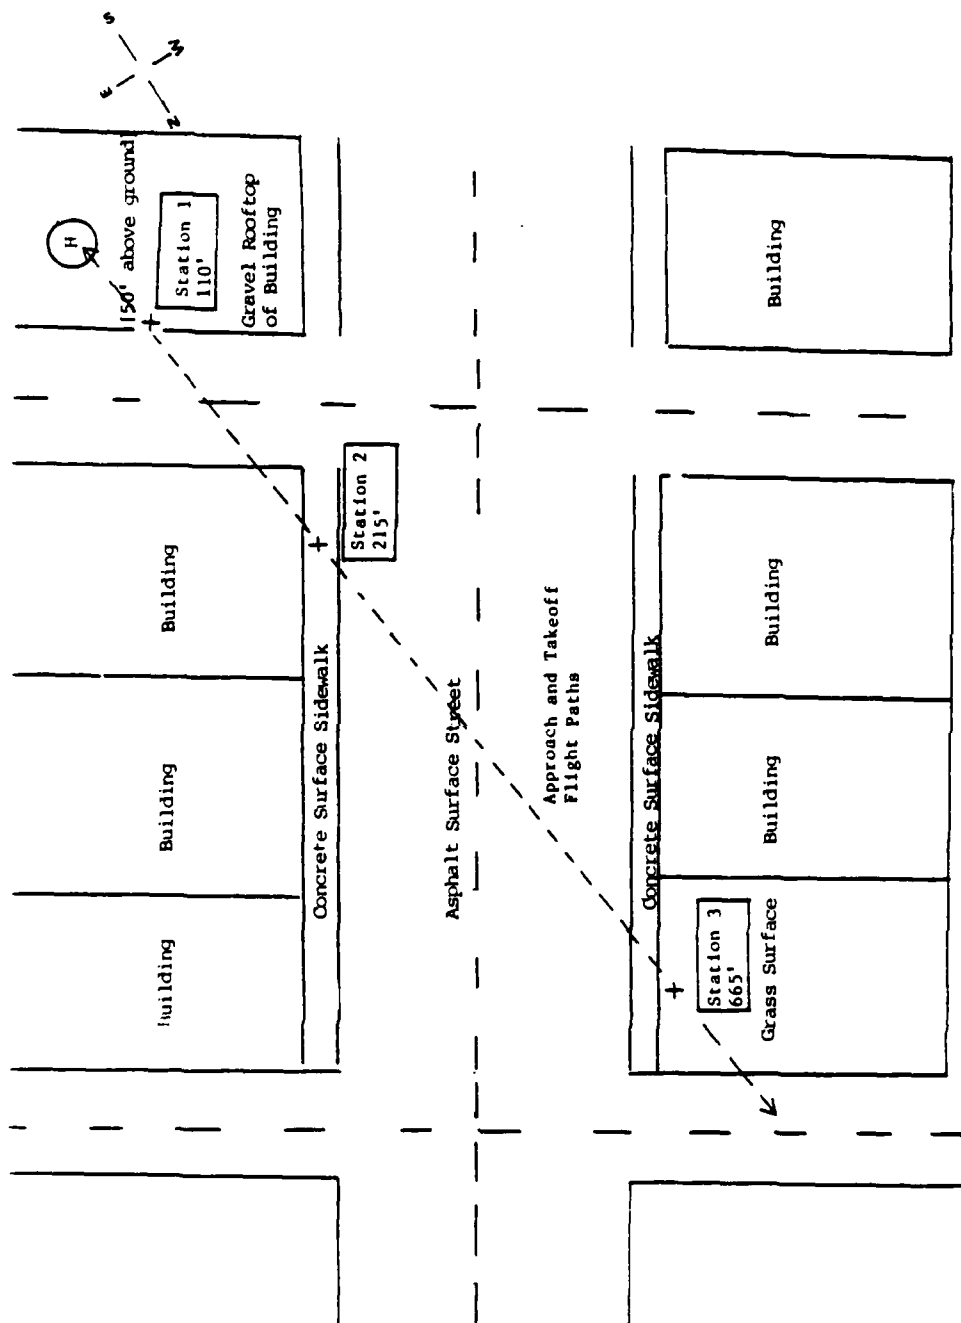 S
E
W
N
H
150' above ground
Station 1
110'
Gravel Rooftop
of Building
Building
Building
Building
Concrete Surface Sidewalk
Station 2
215'
Asphalt Surface Street
Approach and Takeoff
Flight Paths
Concrete Surface Sidewalk
Station 3
665'
Grass Surface
Building
Building
Building